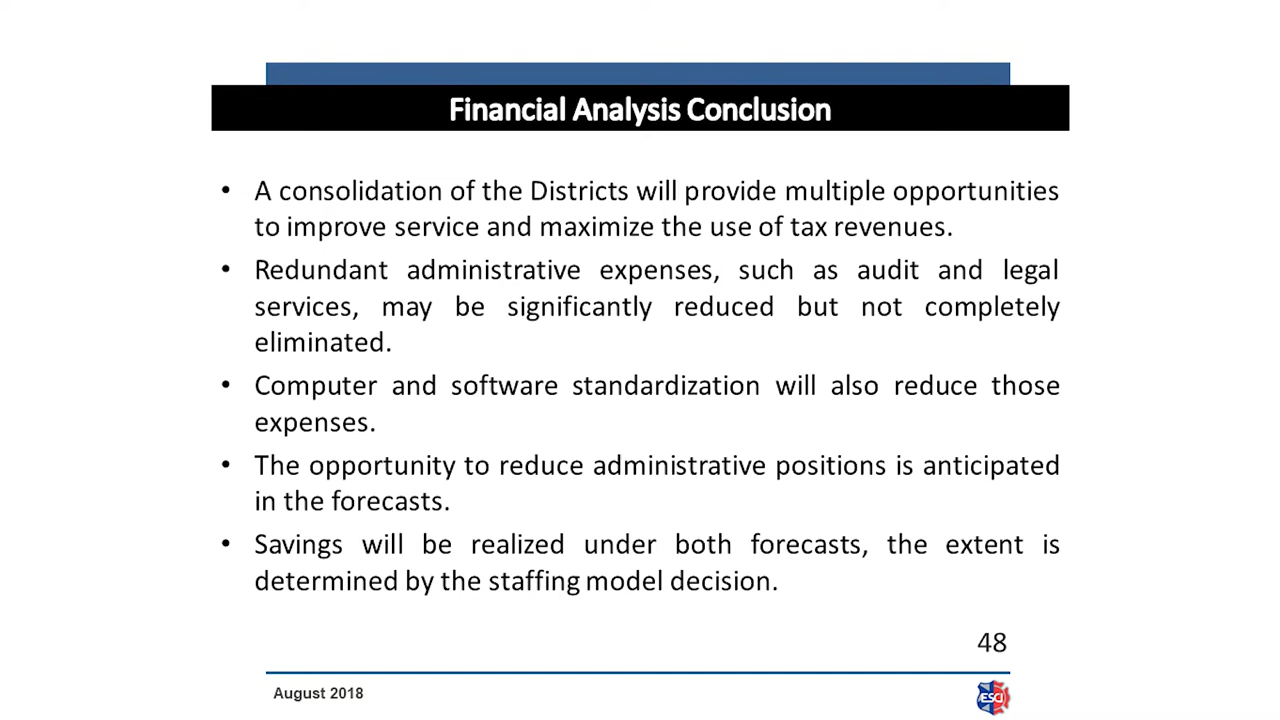 Financial Analysis Conclusion
• A consolidation of the Districts will provide multiple opportunities
to improve service and maximize the use of tax revenues.
• Redundant administrative expenses, such as audit and legal
services, may be significantly reduced but not completely
eliminated.
• Computer and software standardization will also reduce those
expenses.
• The opportunity to reduce administrative positions is anticipated
in the forecasts.
• Savings will be realized under both forecasts, the extent is
determined by the staffing model decision.
48
August 2018
ESCI